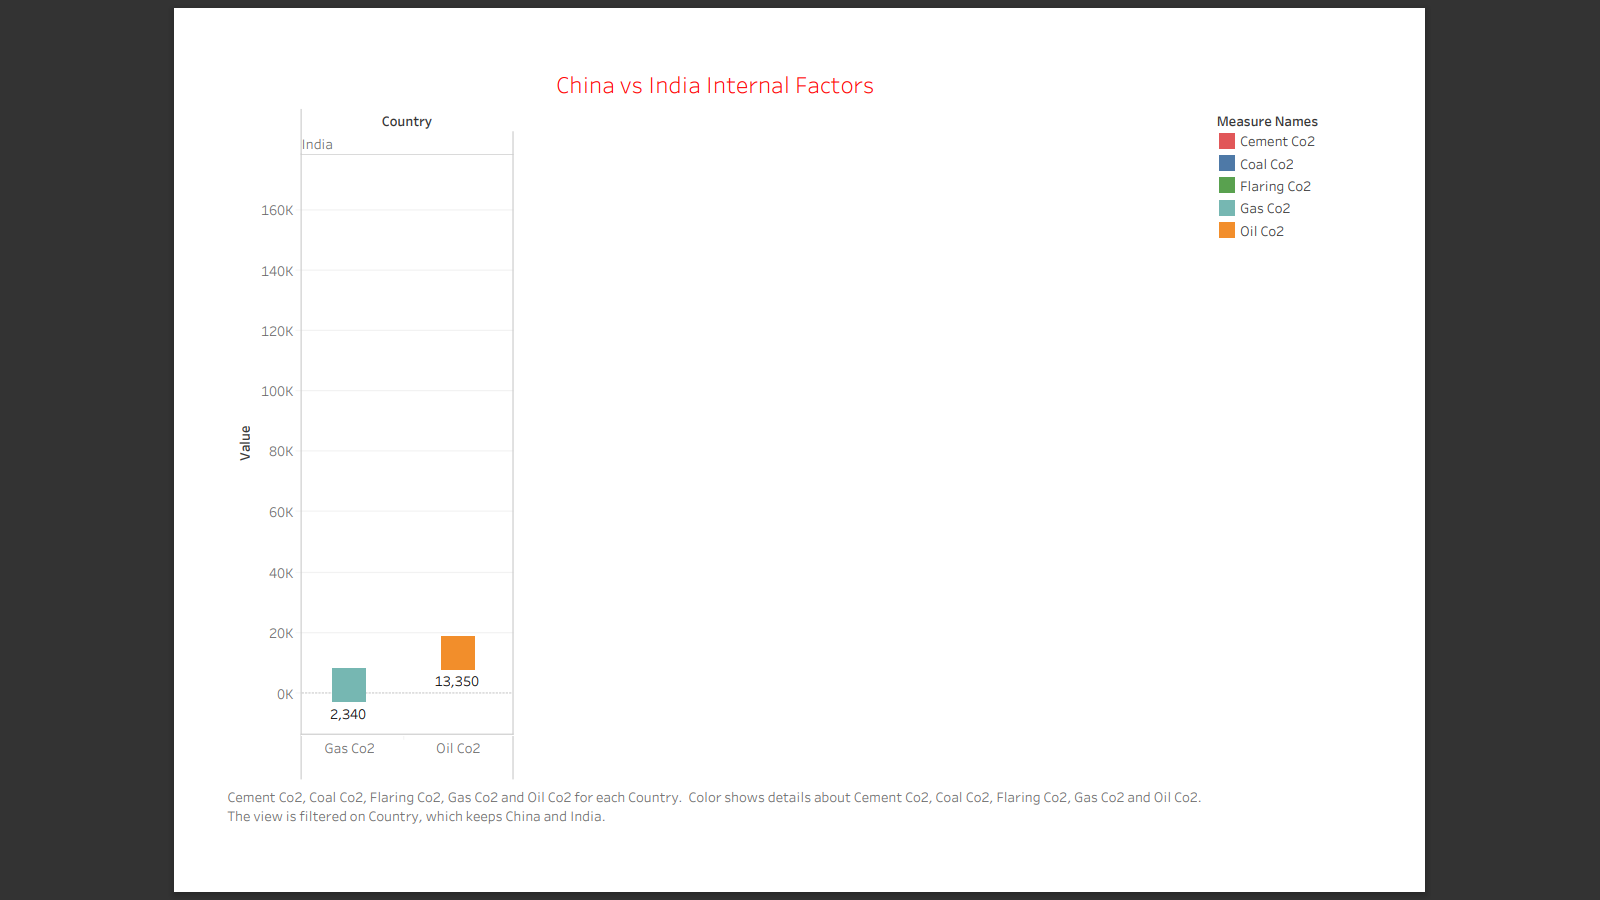 China vs India Internal Factors
Country
India
Measure Names
Cement Co2
Coal Co2
Flaring Co2
Gas Co2
Oil Co2
Value
160K
140K
120K
100K
80K
60K
40K
20K
0K
13,350
2,340
Gas Co2
Oil Co2
Cement Co2, Coal Co2, Flaring Co2, Gas Co2 and Oil Co2 for each Country.  Color shows details about Cement Co2, Coal Co2, Flaring Co2, Gas Co2 and Oil Co2.
The view is filtered on Country, which keeps China and India.